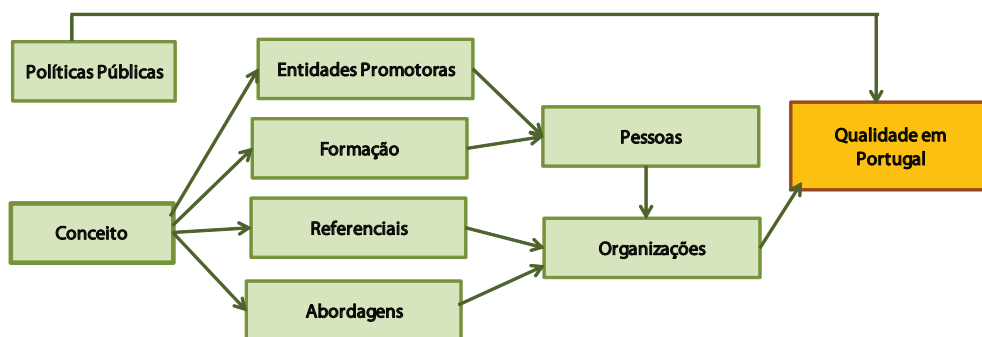 Políticas Públicas
Entidades Promotoras
Formação
Pessoas
Qualidade em
Portugal
Conceito
Referenciais
Organizações
Abordagens